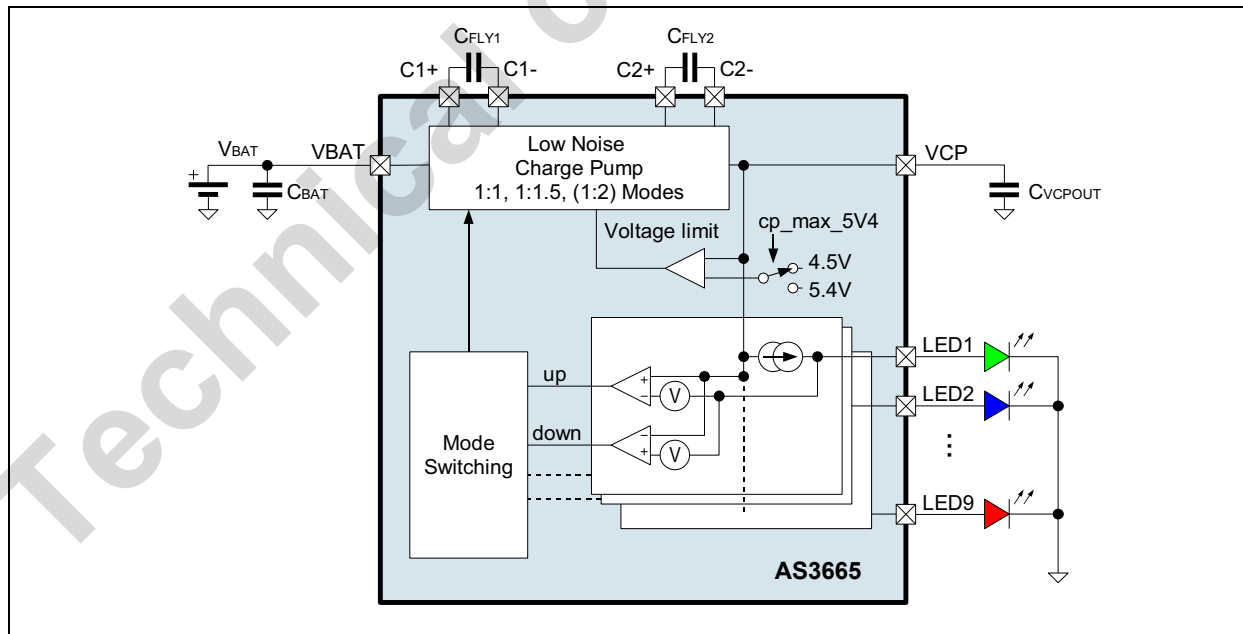 CFLY1
CFLY2
C1+
C1-
C2+
C2-
VBAT
VBAT
+
CBAT
Low Noise
Charge Pump
1:1, 1:1.5, (1:2) Modes
VCP
CVCPOUT
Voltage limit
cp_max_5V4
4.5V
5.4V
LED1
up
+
−
V
LED2
down
−
+
V
Mode
Switching
LED9
AS3665
Technical